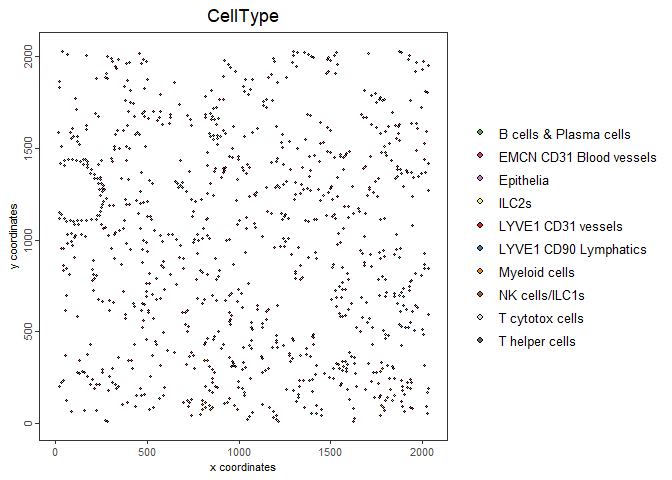 CellType
2000
1500
1000
500
0
y coordinates
0 500 1000 1500 2000
x coordinates
B cells & Plasma cells
EMCN CD31 Blood vessels
Epithelia
ILC2s
LYVE1 CD31 vessels
LYVE1 CD90 Lymphatics
Myeloid cells
NK cells/ILC1s
T cytotox cells
T helper cells